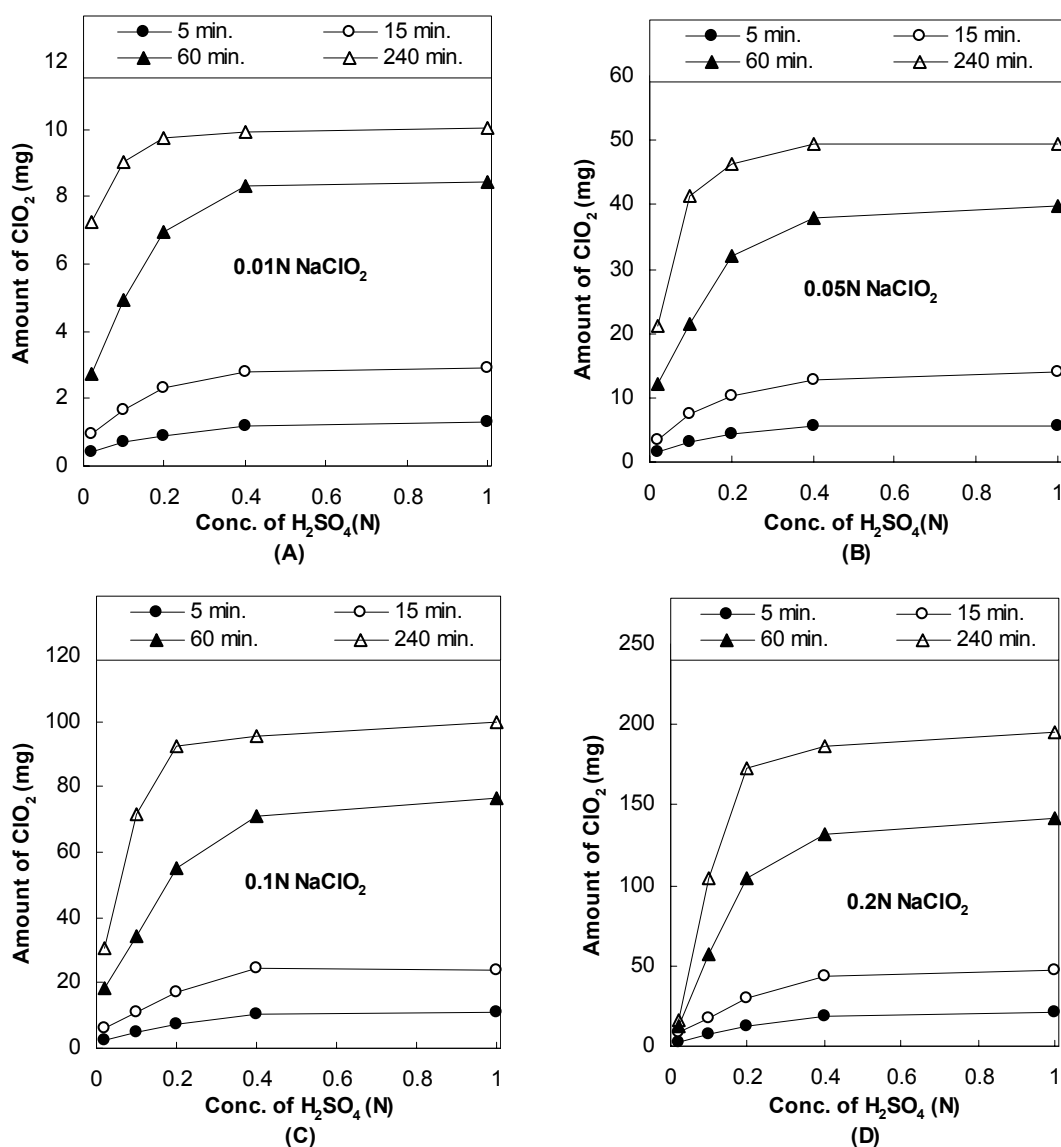 5 min. 15 min.
60 min. 240 min.
12
10
8
6
4
2
0
Amount of ClO₂ (mg)
0.01N NaClO₂
0 0.2 0.4 0.6 0.8 1
Conc. of H₂SO₄(N)
(A)
5 min. 15 min.
60 min. 240 min.
60
50
40
30
20
10
0
Amount of ClO₂ (mg)
0.05N NaClO₂
0 0.2 0.4 0.6 0.8 1
Conc. of H₂SO₄ (N)
(B)
5 min. 15 min.
60 min. 240 min.
120
100
80
60
40
20
0
Amount of ClO₂ (mg)
0.1N NaClO₂
0 0.2 0.4 0.6 0.8 1
Conc. of H₂SO₄ (N)
(C)
5 min. 15 min.
60 min. 240 min.
250
200
150
100
50
0
Amount of ClO₂ (mg)
0.2N NaClO₂
0 0.2 0.4 0.6 0.8 1
Conc. of H₂SO₄ (N)
(D)